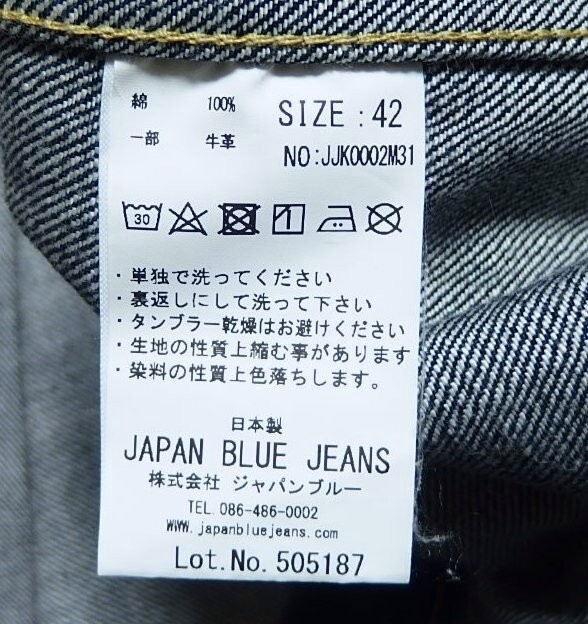 綿 100% SIZE : 42
一部 牛革 NO:JJK0002M31
30
・単独で洗ってください
・裏返しにして洗って下さい
・タンブラー乾燥はお避けください
・生地の性質上縮む事があります
・染料の性質上色落ちします。
日本製
JAPAN BLUE JEANS
株式会社 ジャパンブルー
TEL.086-486-0002
www.japanbluejeans.com
Lot.No.505187